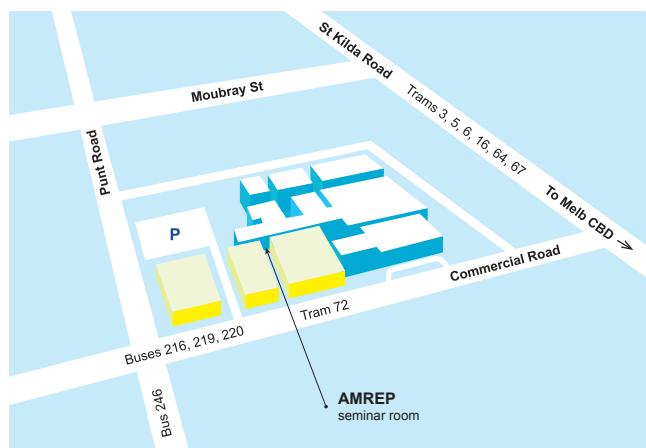 St Kilda Road
Trams 3, 5, 6, 16, 64, 67
To Melb CBD
Moubray St
Punt Road
P
Commercial Road
Tram 72
Buses 216, 219, 220
Bus 246
AMREP
seminar room